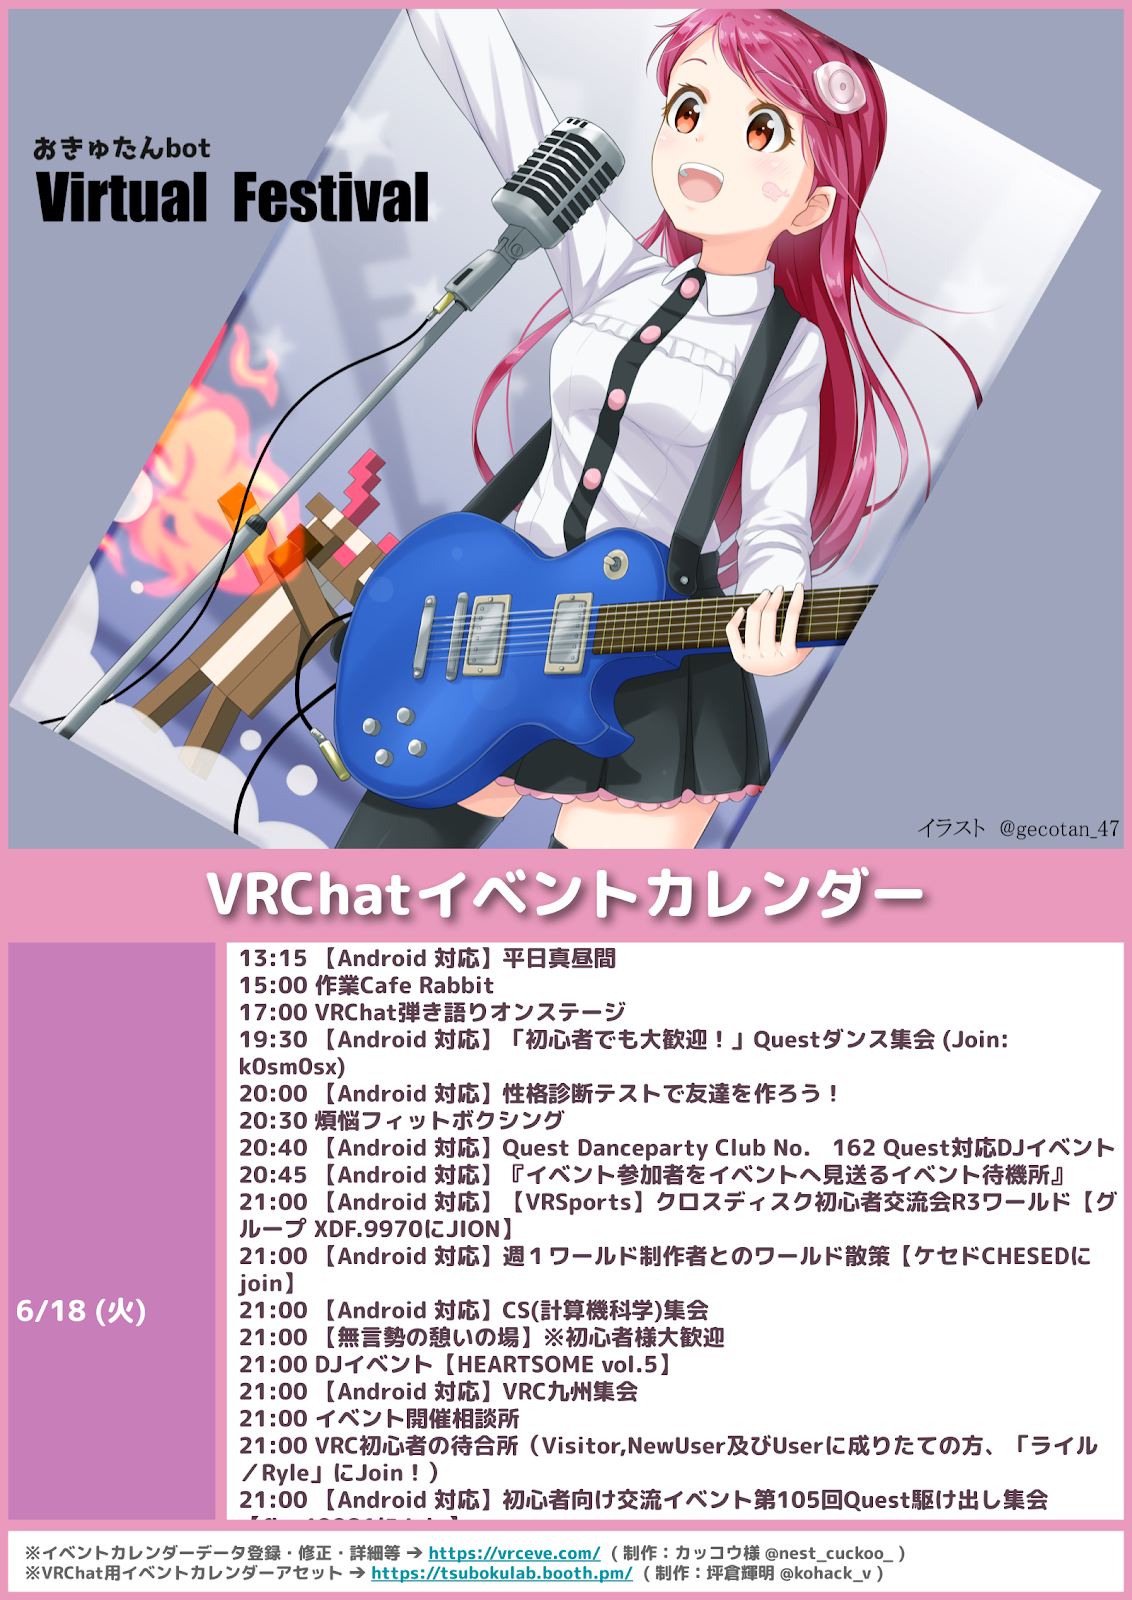 おきゅたんbot
Virtual Festival
イラスト @gecotan_47
VRChatイベントカレンダー
6/18 (火)
13:15 【Android 対応】平日真昼間
15:00 作業Cafe Rabbit
17:00 VRChat弾き語りオンステージ
19:30 【Android 対応】「初心者でも大歓迎！」Questダンス集会 (Join:
k0sm0sx)
20:00 【Android 対応】性格診断テストで友達を作ろう！
20:30 煩悩フィットボクシング
20:40 【Android 対応】Quest Danceparty Club No.　162 Quest対応DJイベント
20:45 【Android 対応】『イベント参加者をイベントへ見送るイベント待機所』
21:00 【Android 対応】【VRSports】クロスディスク初心者交流会R3ワールド【グ
ループ XDF.9970にJION】
21:00 【Android 対応】週１ワールド制作者とのワールド散策【ケセドCHESEDに
join】
21:00 【Android 対応】CS(計算機科学)集会
21:00 【無言勢の憩いの場】※初心者様大歓迎
21:00 DJイベント【HEARTSOME vol.5】
21:00 【Android 対応】VRC九州集会
21:00 イベント開催相談所
21:00 VRC初心者の待合所（Visitor,NewUser及びUserに成りたての方、「ライル
／Ryle」にJoin！）
21:00 【Android 対応】初心者向け交流イベント第105回Quest駆け出し集会
※イベントカレンダーデータ登録・修正・詳細等 ➔ https://vrceve.com/ ( 制作：カッコウ様 @nest_cuckoo_ )
※VRChat用イベントカレンダーアセット ➔ https://tsubokulab.booth.pm/ ( 制作：坪倉輝明 @kohack_v )